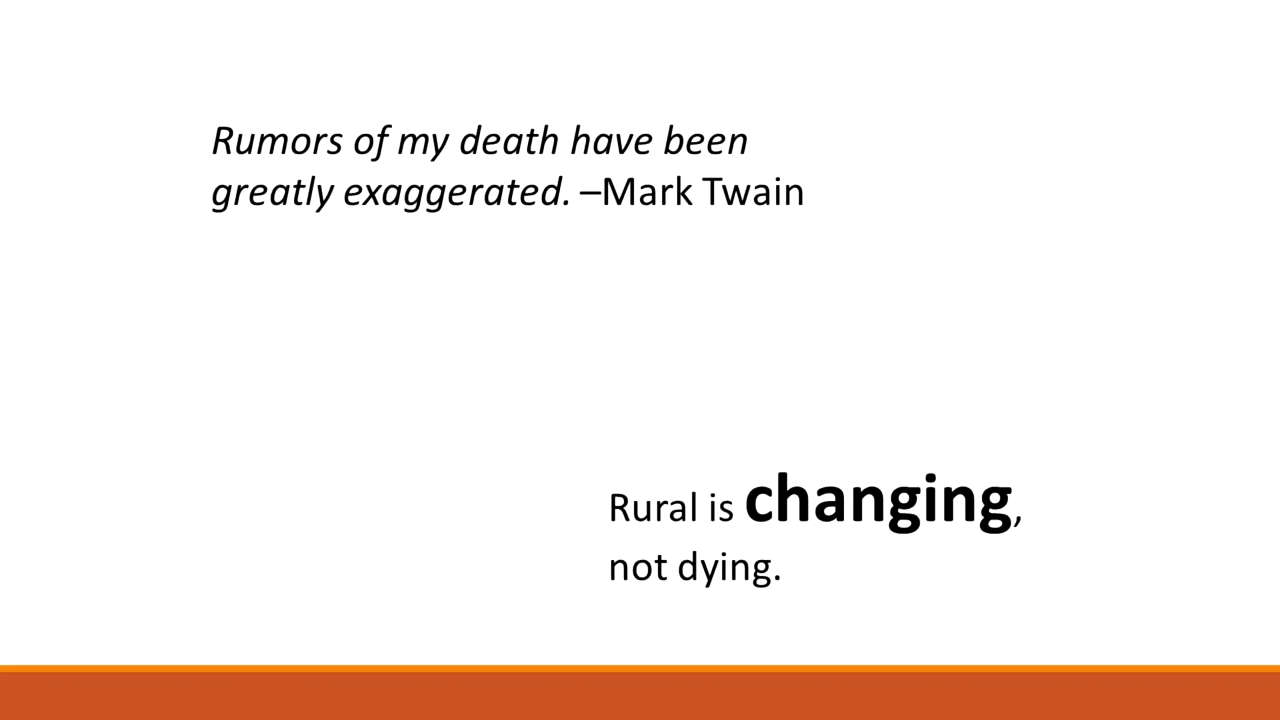 Rumors of my death have been
greatly exaggerated. –Mark Twain
Rural is changing,
not dying.